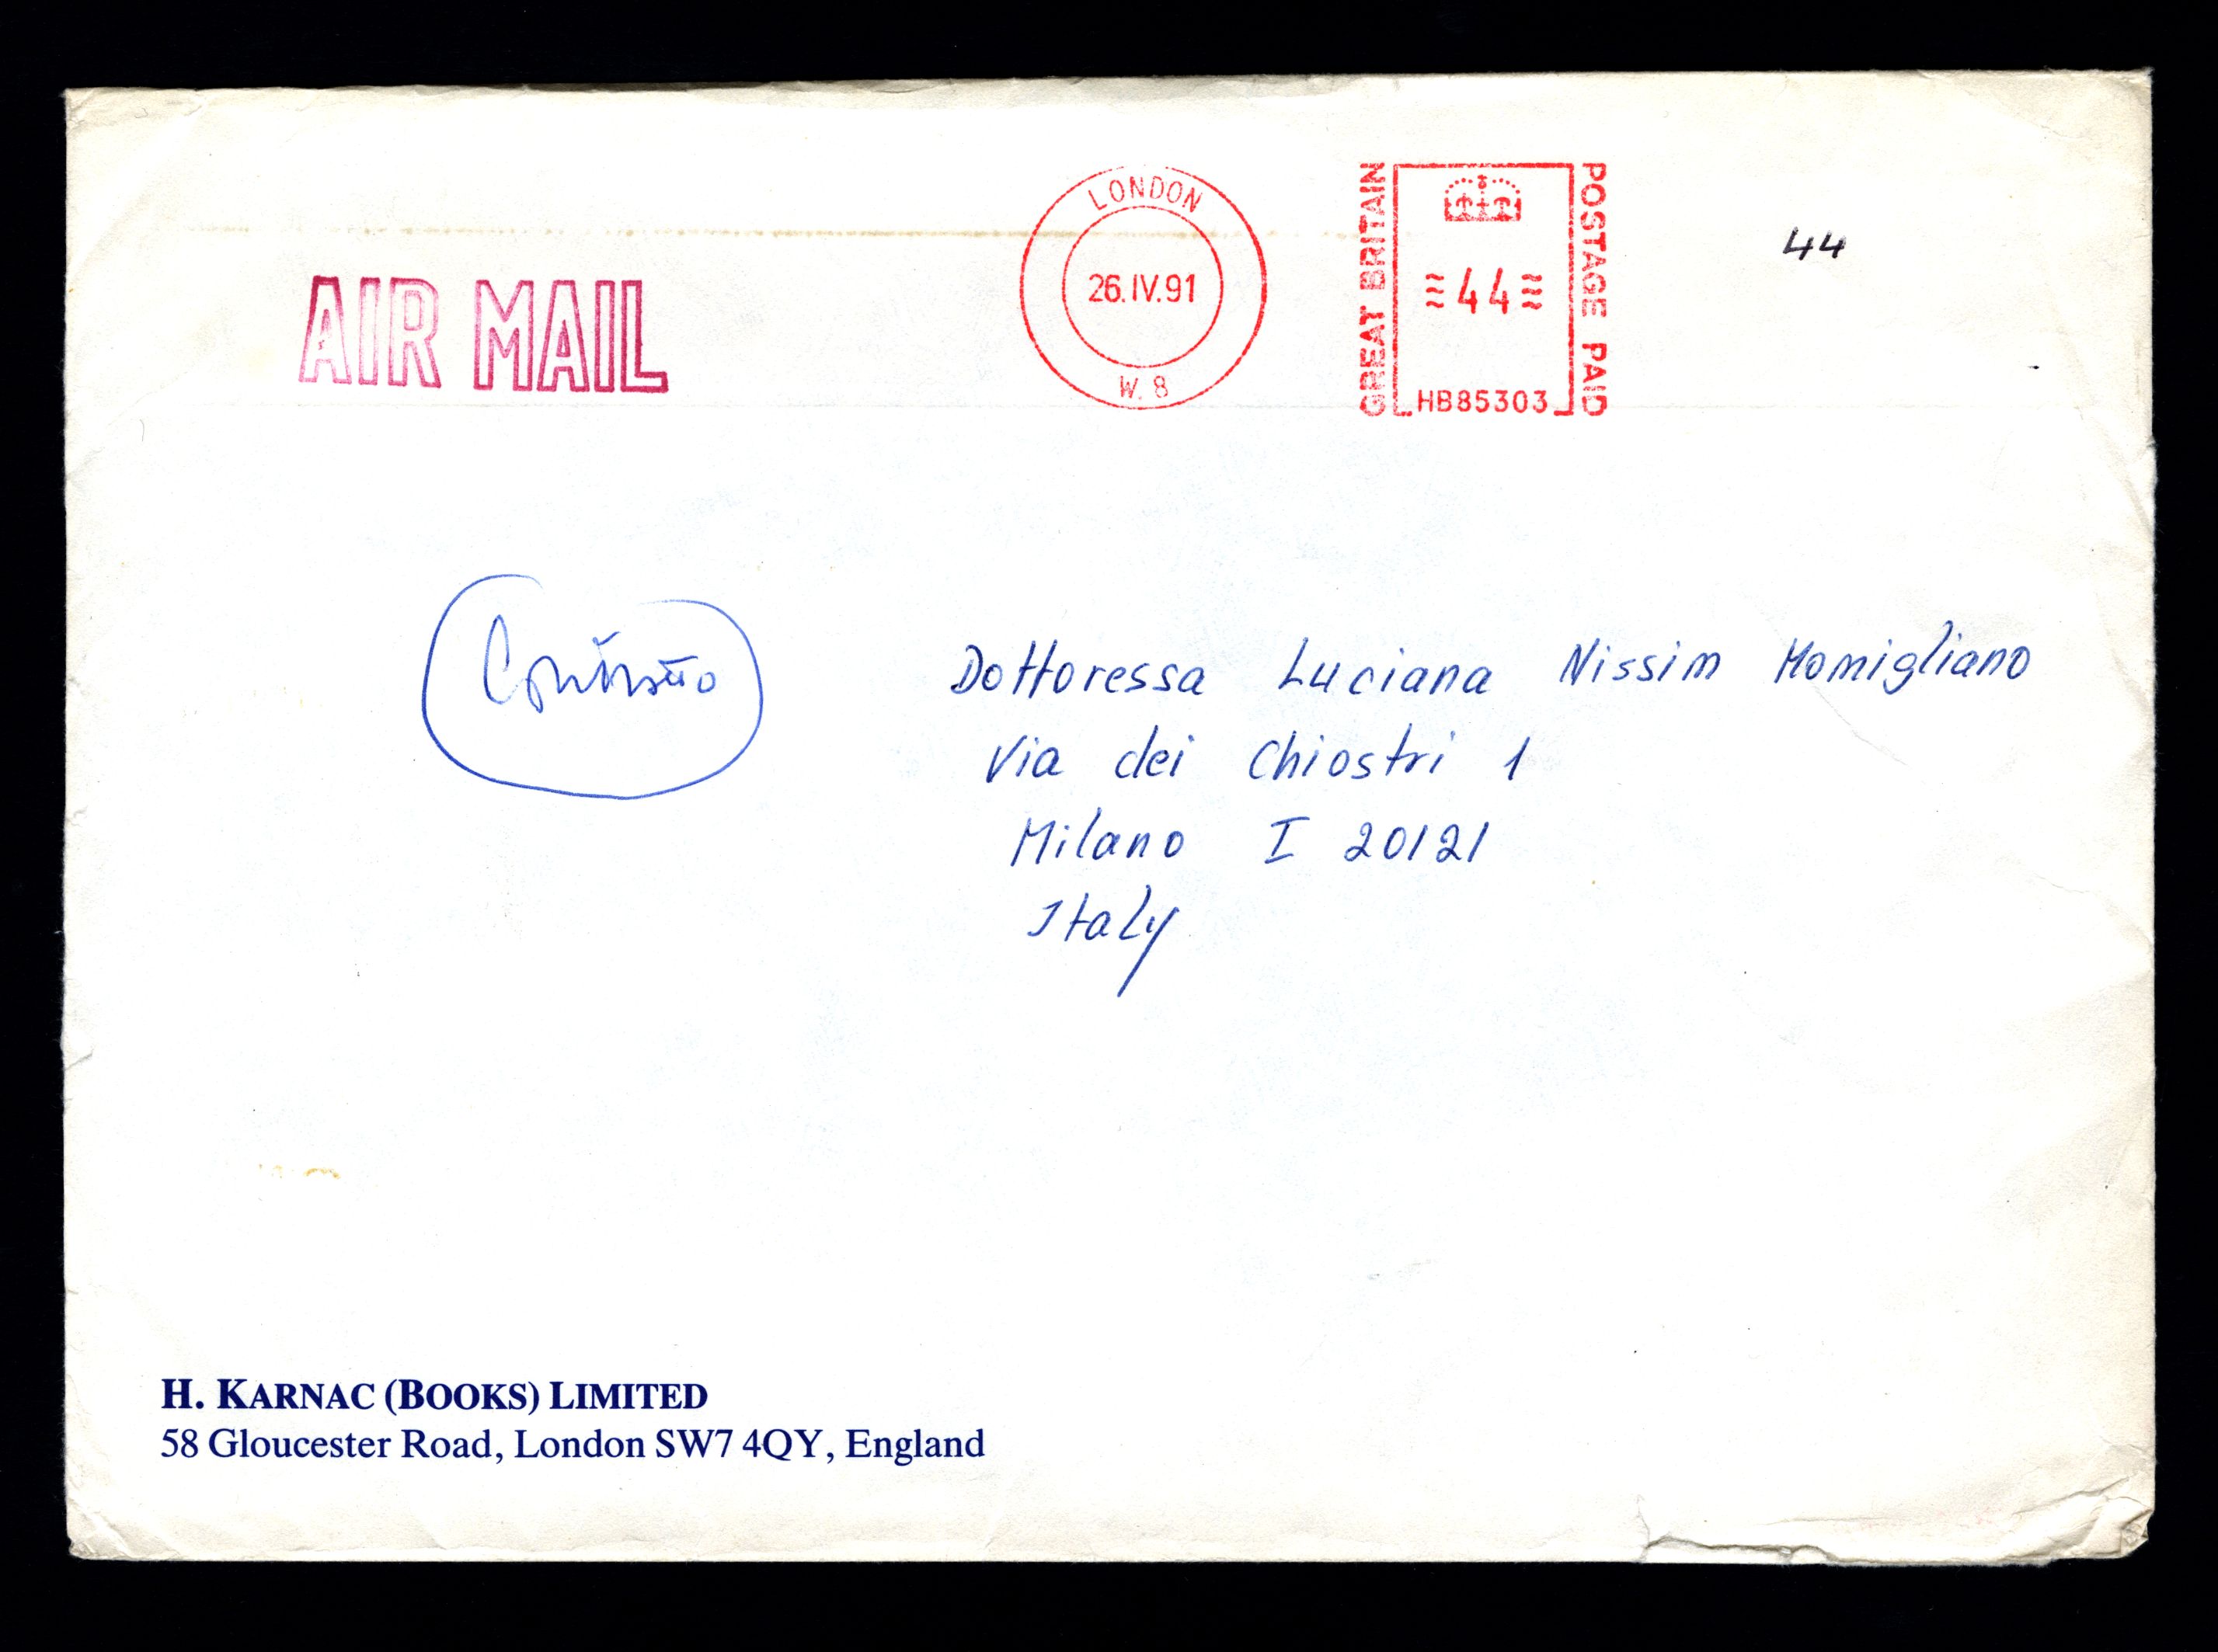 AIR MAIL
LONDON
26.IV.91
W. 8
GREAT BRITAIN
44
HB85303
POSTAGE PAID
44
Contratto
Dottoressa Luciana Nissim Momigliano
Via dei Chiostri 1
Milano I 20121
Italy
H. KARNAC (BOOKS) LIMITED
58 Gloucester Road, London SW7 4QY, England